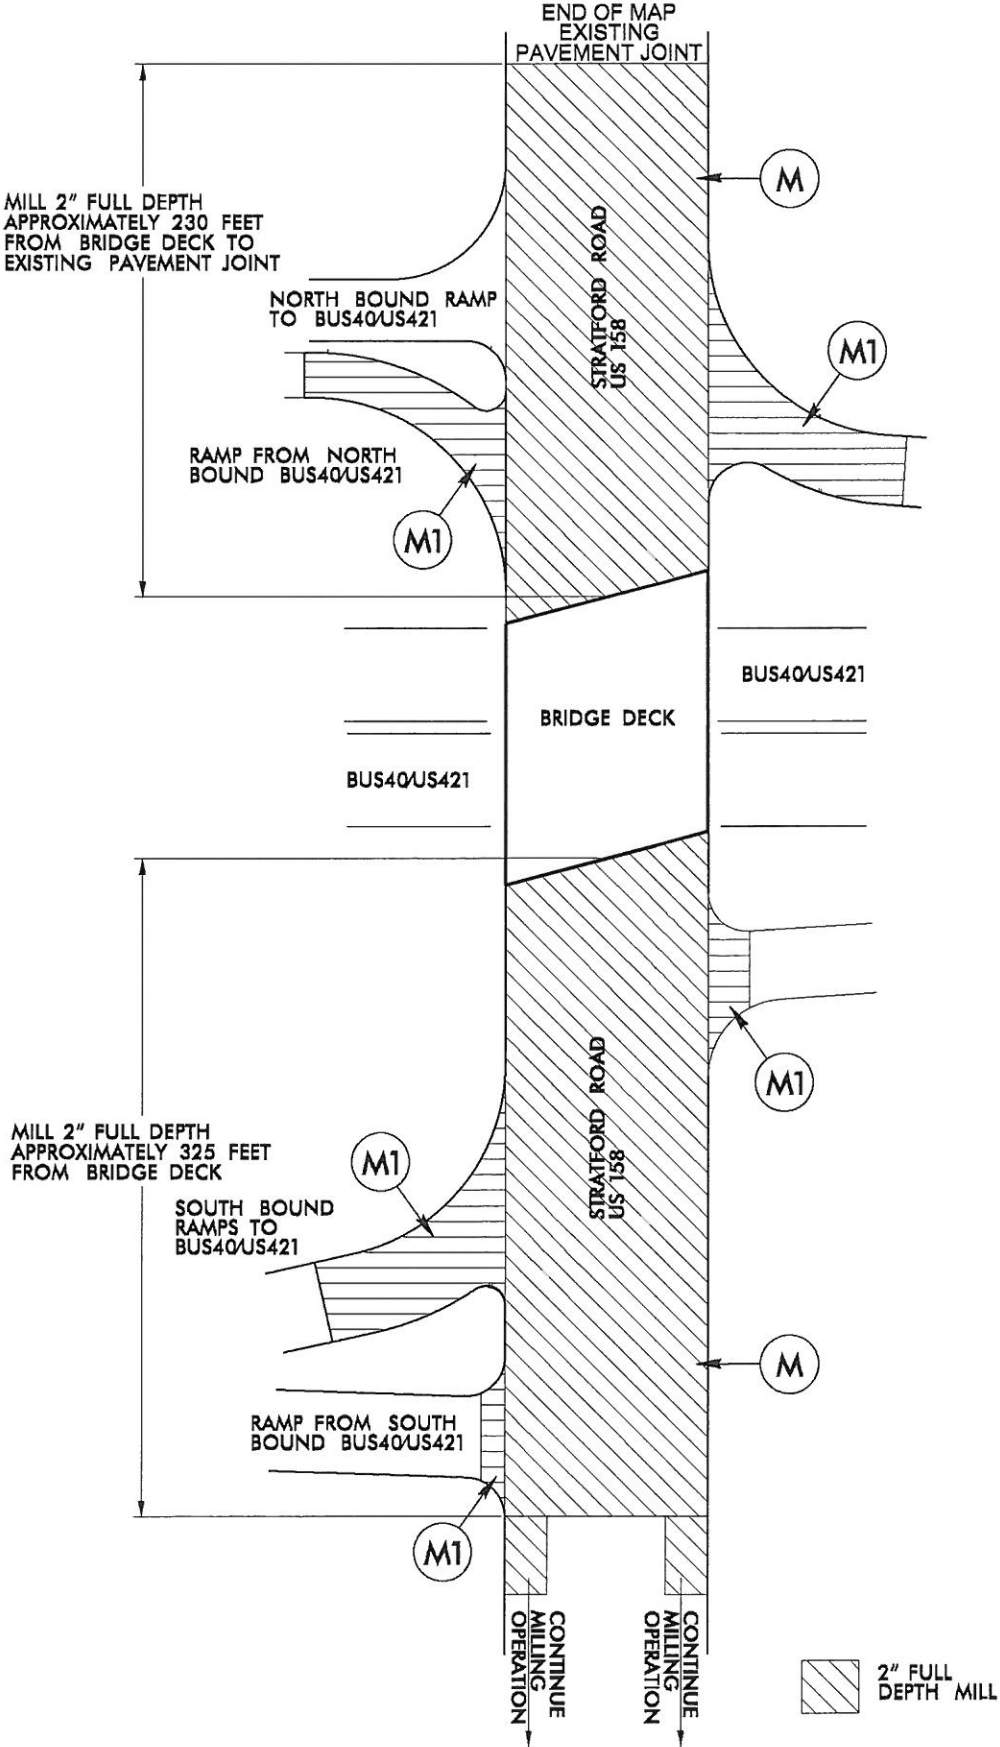 END OF MAP
EXISTING
PAVEMENT JOINT
M
MILL 2" FULL DEPTH
APPROXIMATELY 230 FEET
FROM BRIDGE DECK TO
EXISTING PAVEMENT JOINT
STRATFORD ROAD
US 158
NORTH BOUND RAMP
TO BUS40/US421
M1
RAMP FROM NORTH
BOUND BUS40/US421
M1
BUS40/US421
BRIDGE DECK
BUS40/US421
M1
STRATFORD ROAD
US 158
MILL 2" FULL DEPTH
APPROXIMATELY 325 FEET
FROM BRIDGE DECK
M1
SOUTH BOUND
RAMPS TO
BUS40/US421
M
RAMP FROM SOUTH
BOUND BUS40/US421
M1
CONTINUE
MILLING
OPERATION
CONTINUE
MILLING
OPERATION
2" FULL
DEPTH MILL